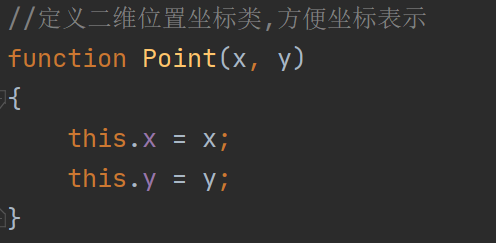 //定义二维位置坐标类,方便坐标表示
function Point(x, y)
{
    this.x = x;
    this.y = y;
}